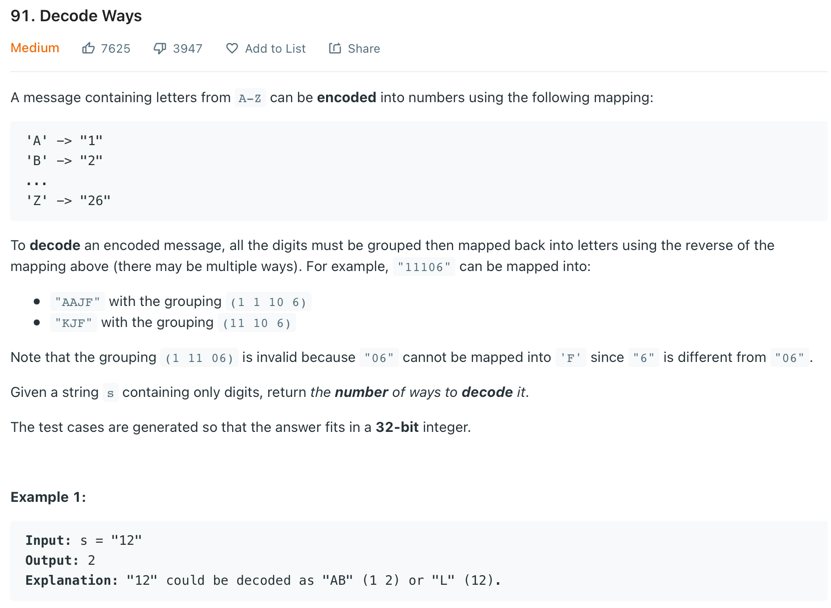 91. Decode Ways
Medium 7625 3947 Add to List Share
A message containing letters from A-Z can be encoded into numbers using the following mapping:
'A' -> "1"
'B' -> "2"
...
'Z' -> "26"
To decode an encoded message, all the digits must be grouped then mapped back into letters using the reverse of the
mapping above (there may be multiple ways). For example, "11106" can be mapped into:
• "AAJF" with the grouping (1 1 10 6)
• "KJF" with the grouping (11 10 6)
Note that the grouping (1 11 06) is invalid because "06" cannot be mapped into 'F' since "6" is different from "06".
Given a string s containing only digits, return the number of ways to decode it.
The test cases are generated so that the answer fits in a 32-bit integer.
Example 1:
Input: s = "12"
Output: 2
Explanation: "12" could be decoded as "AB" (1 2) or "L" (12).